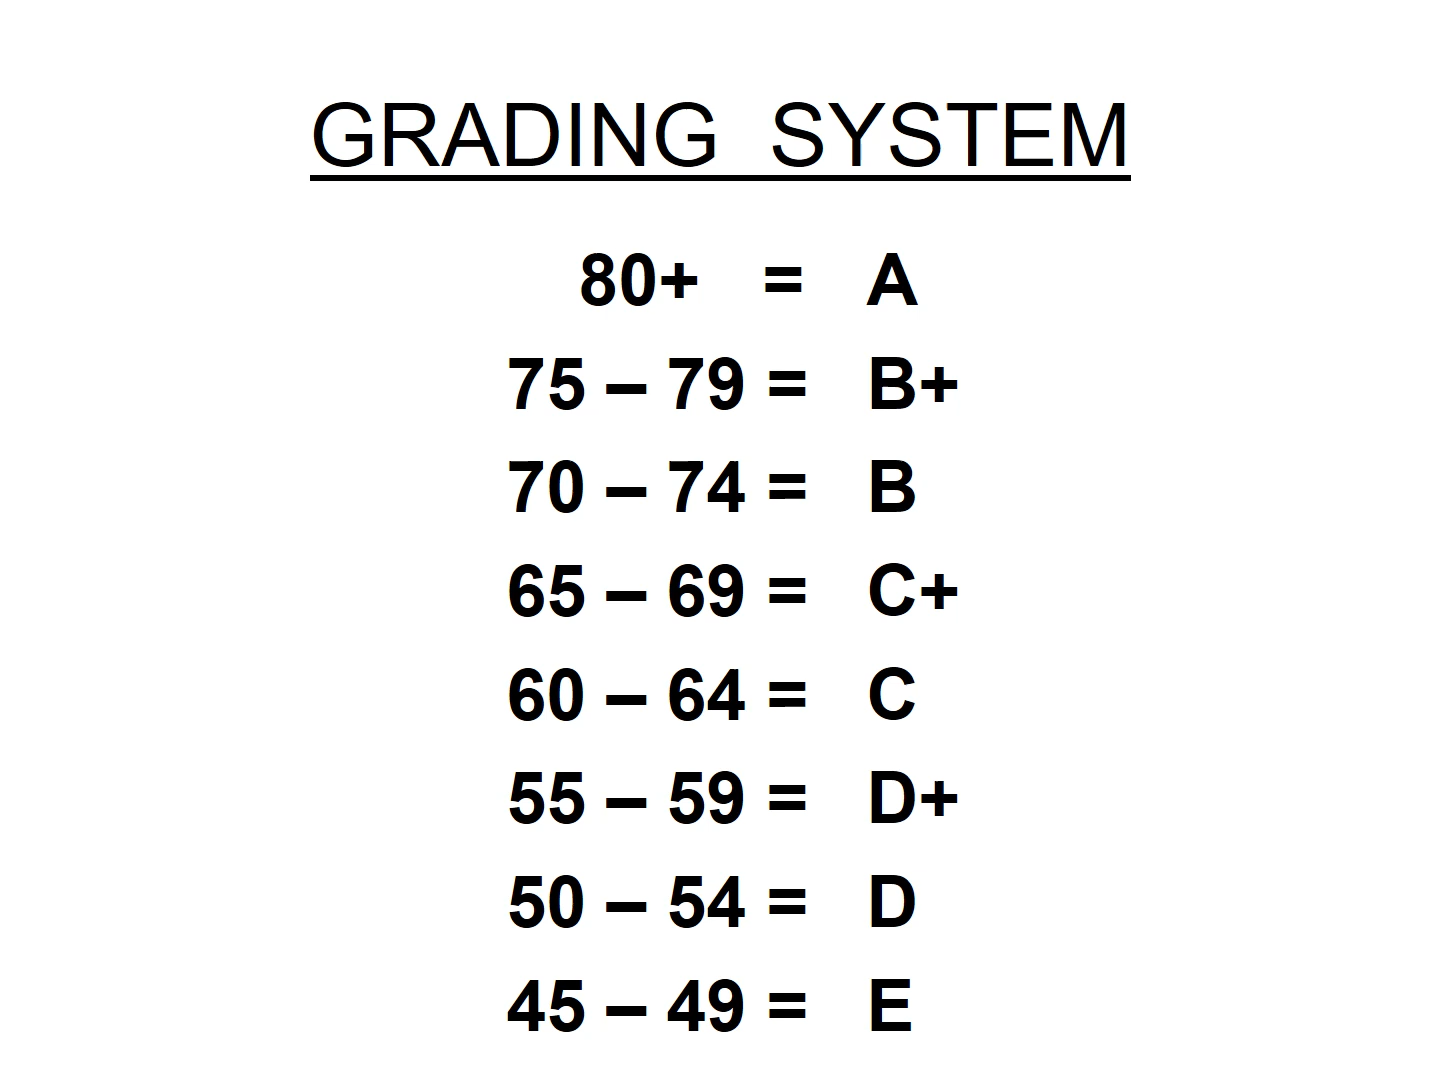 GRADING SYSTEM
80+ = A
75 – 79 = B+
70 – 74 = B
65 – 69 = C+
60 – 64 = C
55 – 59 = D+
50 – 54 = D
45 – 49 = E